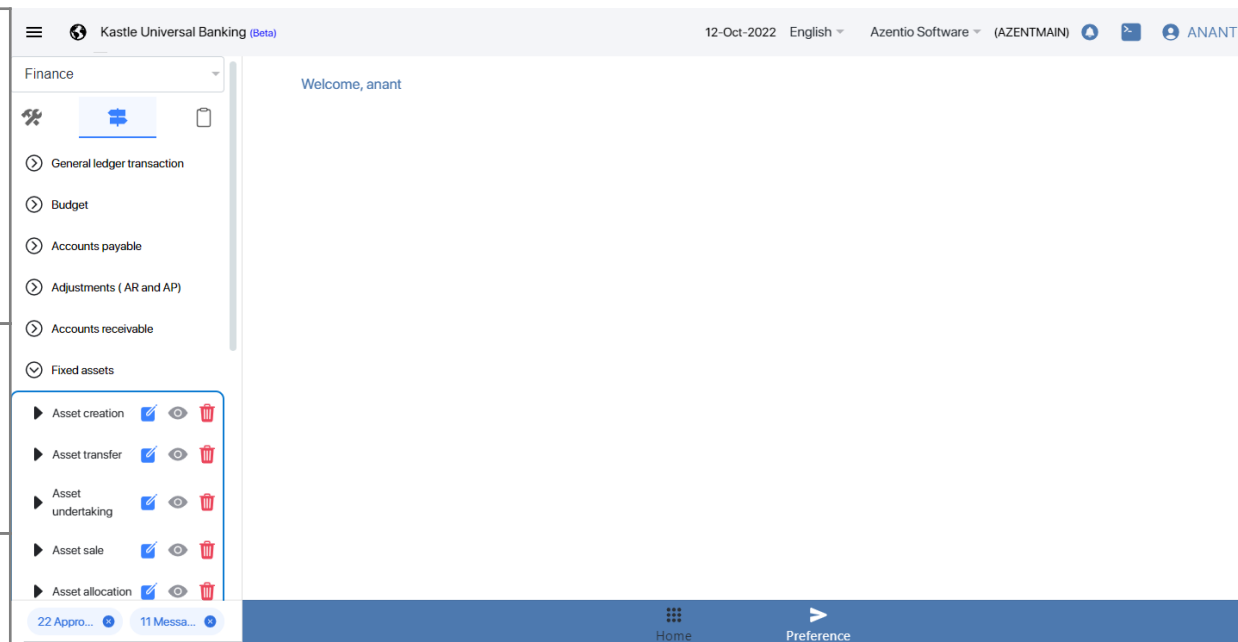 Kastle Universal Banking (Beta)
12-Oct-2022 English Azentio Software (AZENTMAIN) ANANT
Finance
Welcome, anant
General ledger transaction
Budget
Accounts payable
Adjustments ( AR and AP)
Accounts receivable
Fixed assets
Asset creation
Asset transfer
Asset
undertaking
Asset sale
Asset allocation
22 Appro... 11 Messa...
Home Preference